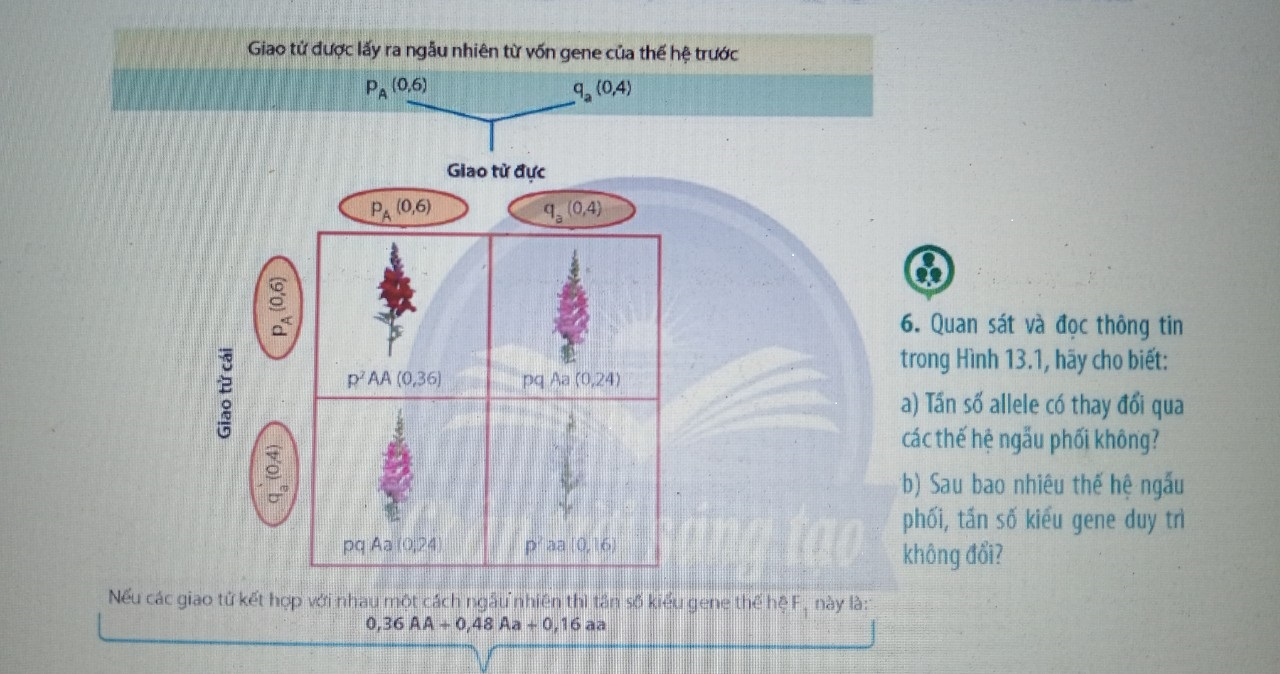 Giao tử được lấy ra ngẫu nhiên từ vốn gene của thế hệ trước
pA (0,6)
qa (0,4)
Giao tử đực
pA (0,6)
qa (0,4)
Giao tử cái
pA (0,6)
qa (0,4)
p² AA (0,36)
pq Aa (0,24)
pq Aa (0,24)
p² aa (0,16)
sáng tạo
Nếu các giao tử kết hợp với nhau một cách ngẫu nhiên thì tần số kiểu gene thế hệ F1 này là:
0,36 AA + 0,48 Aa + 0,16 aa
6. Quan sát và đọc thông tin
trong Hình 13.1, hãy cho biết:
a) Tần số allele có thay đổi qua
các thế hệ ngẫu phối không?
b) Sau bao nhiêu thế hệ ngẫu
phối, tần số kiểu gene duy trì
không đổi?